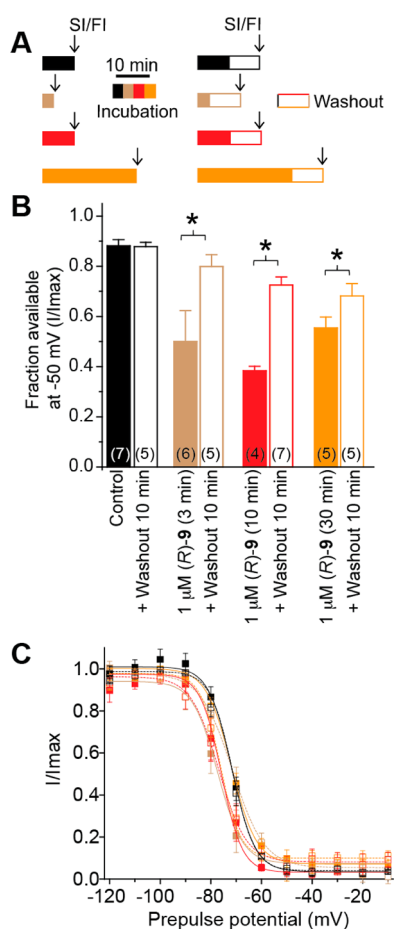 A
SI/FI
SI/FI
10 min
Incubation
Washout
B
Fraction available
at -50 mV (I/Imax)
1.0
0.8
0.6
0.4
0.2
0.0
*
*
*
(7)
(5)
(6)
(5)
(4)
(7)
(5)
(5)
Control
+ Washout 10 min
1 µM (R)-9 (3 min)
+ Washout 10 min
1 µM (R)-9 (10 min)
+ Washout 10 min
1 µM (R)-9 (30 min)
+ Washout 10 min
C
I/Imax
1.0
0.8
0.6
0.4
0.2
0.0
-120 -100 -80 -60 -40 -20
Prepulse potential (mV)